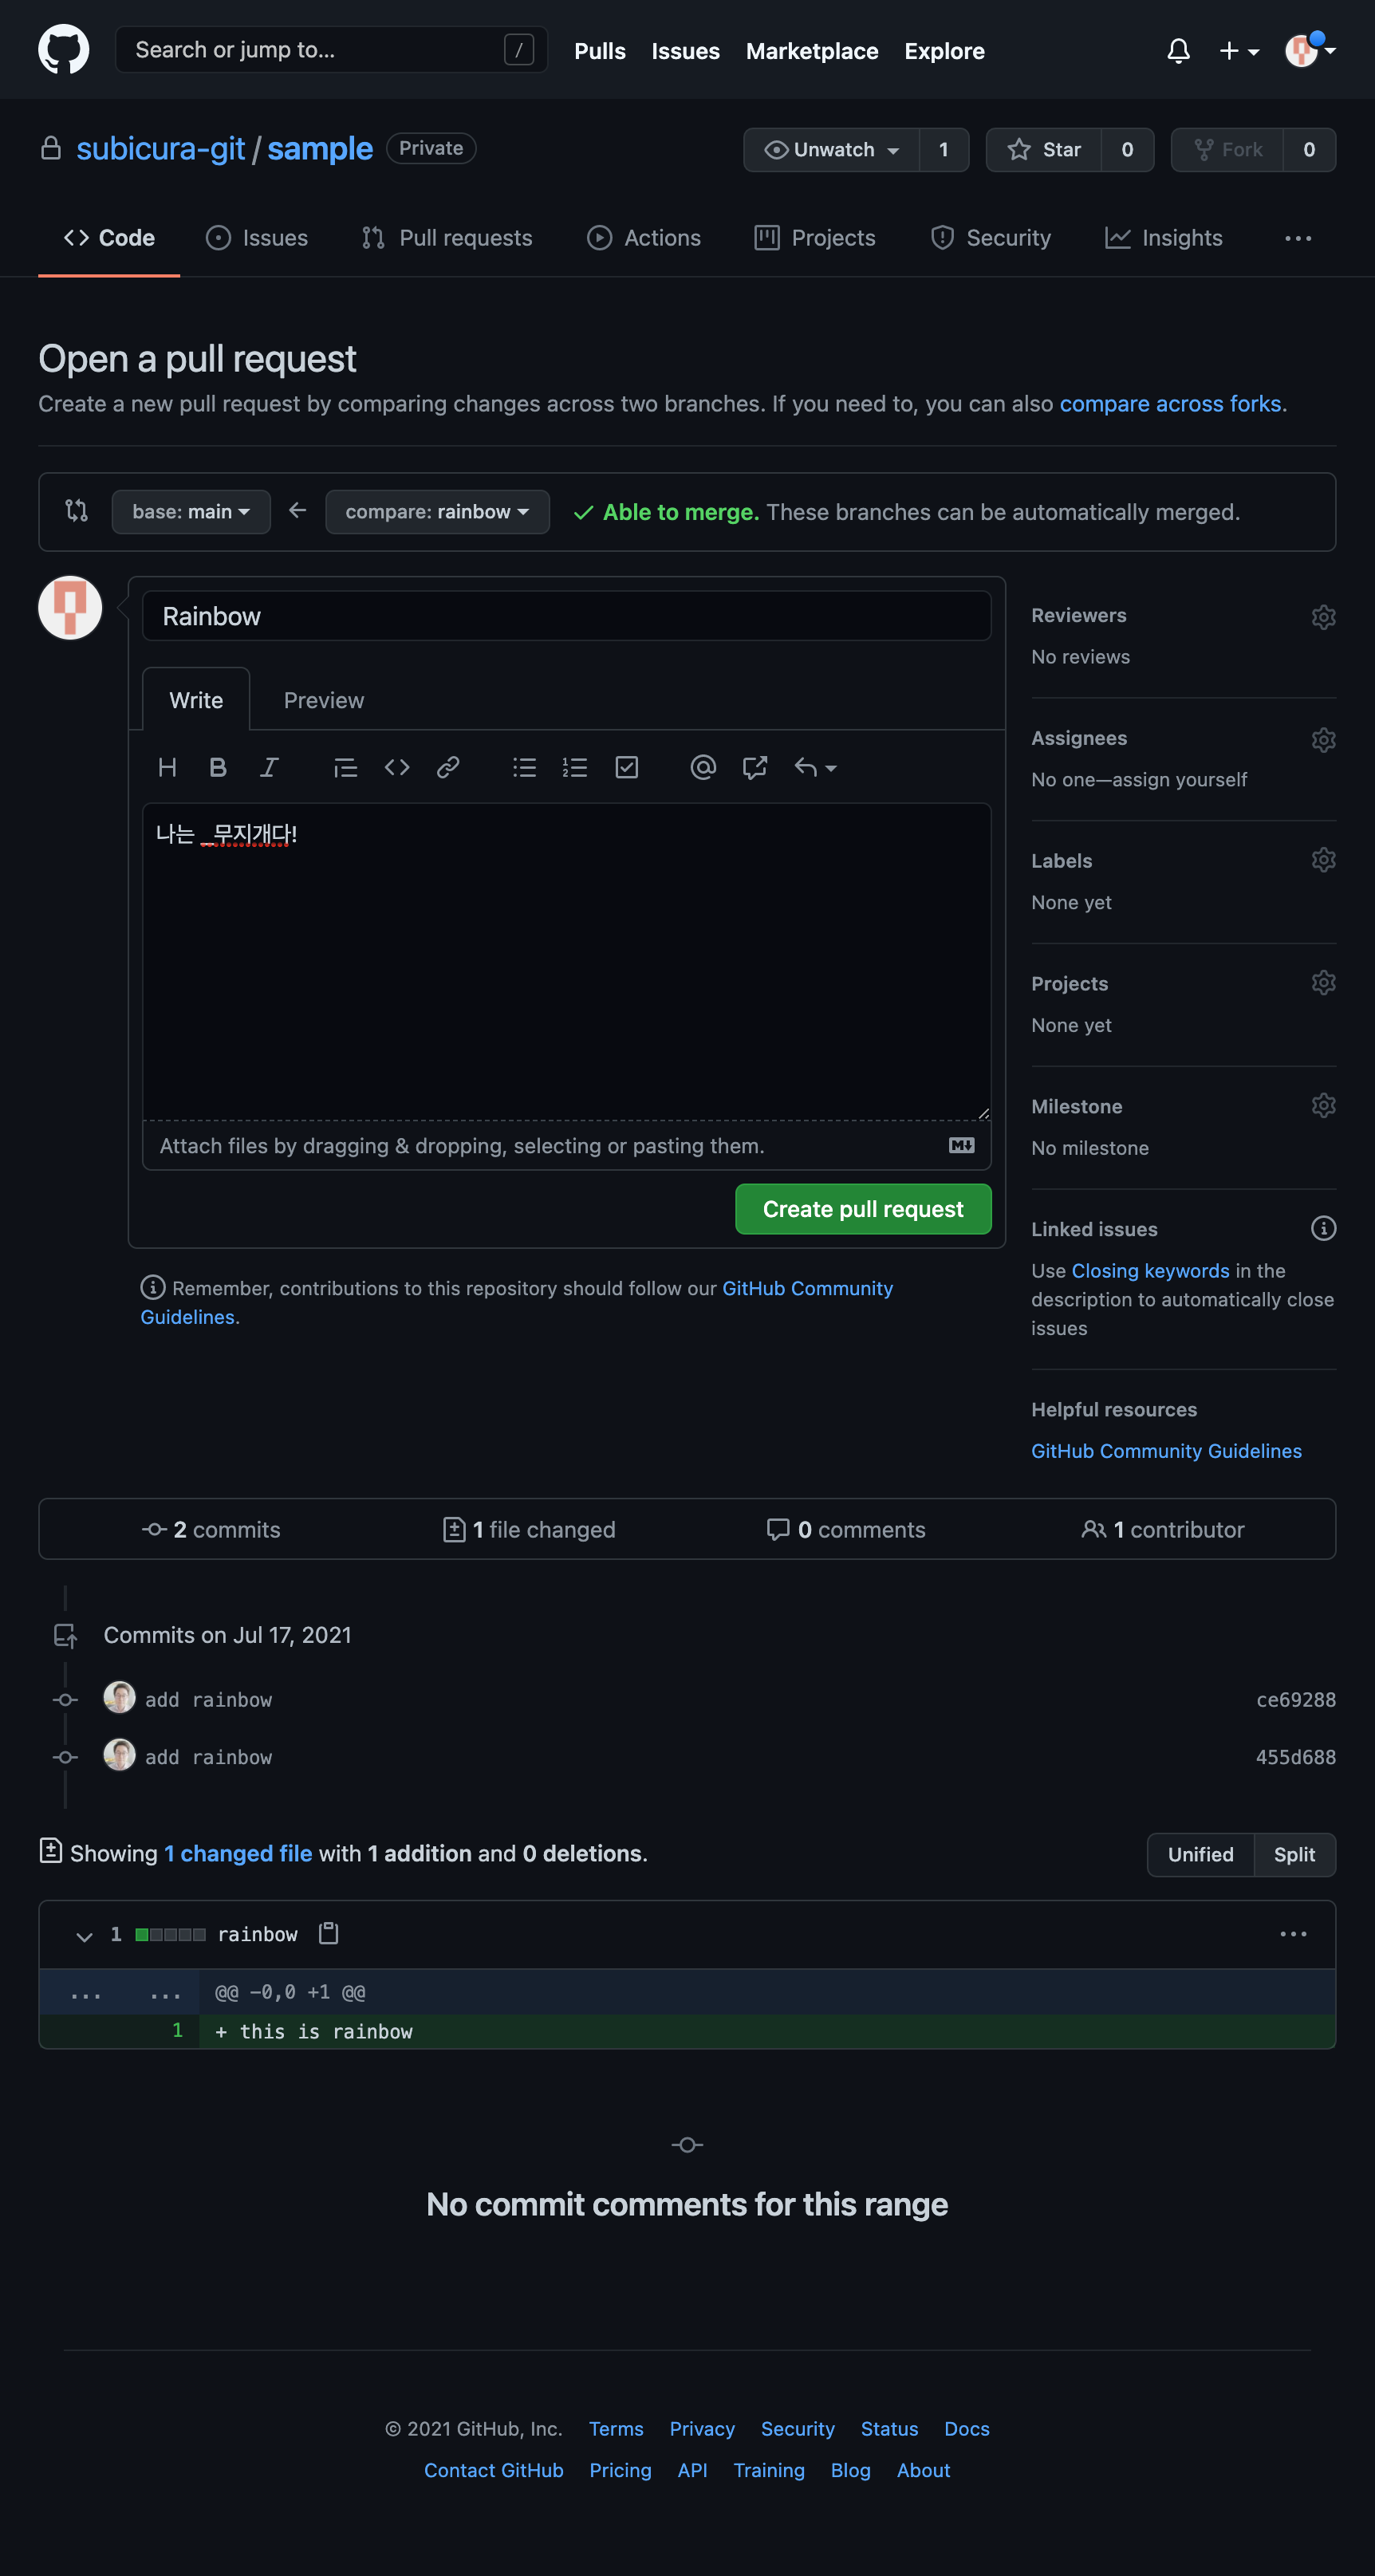 Search or jump to... /
Pulls Issues Marketplace Explore
subicura-git / sample Private
Unwatch 1 Star 0 Fork 0
Code Issues Pull requests Actions Projects Security Insights ...
Open a pull request
Create a new pull request by comparing changes across two branches. If you need to, you can also compare across forks.
base: main compare: rainbow Able to merge. These branches can be automatically merged.
Rainbow
Write Preview
나는 _무지개다!
Attach files by dragging & dropping, selecting or pasting them.
Create pull request
Remember, contributions to this repository should follow our GitHub Community
Guidelines.
Reviewers
No reviews
Assignees
No one—assign yourself
Labels
None yet
Projects
None yet
Milestone
No milestone
Linked issues
Use Closing keywords in the
description to automatically close
issues
Helpful resources
GitHub Community Guidelines
2 commits 1 file changed 0 comments 1 contributor
Commits on Jul 17, 2021
add rainbow ce69288
add rainbow 455d688
Showing 1 changed file with 1 addition and 0 deletions.
Unified Split
1 rainbow ...
... ... @@ -0,0 +1 @@
1 + this is rainbow
No commit comments for this range
© 2021 GitHub, Inc. Terms Privacy Security Status Docs
Contact GitHub Pricing API Training Blog About